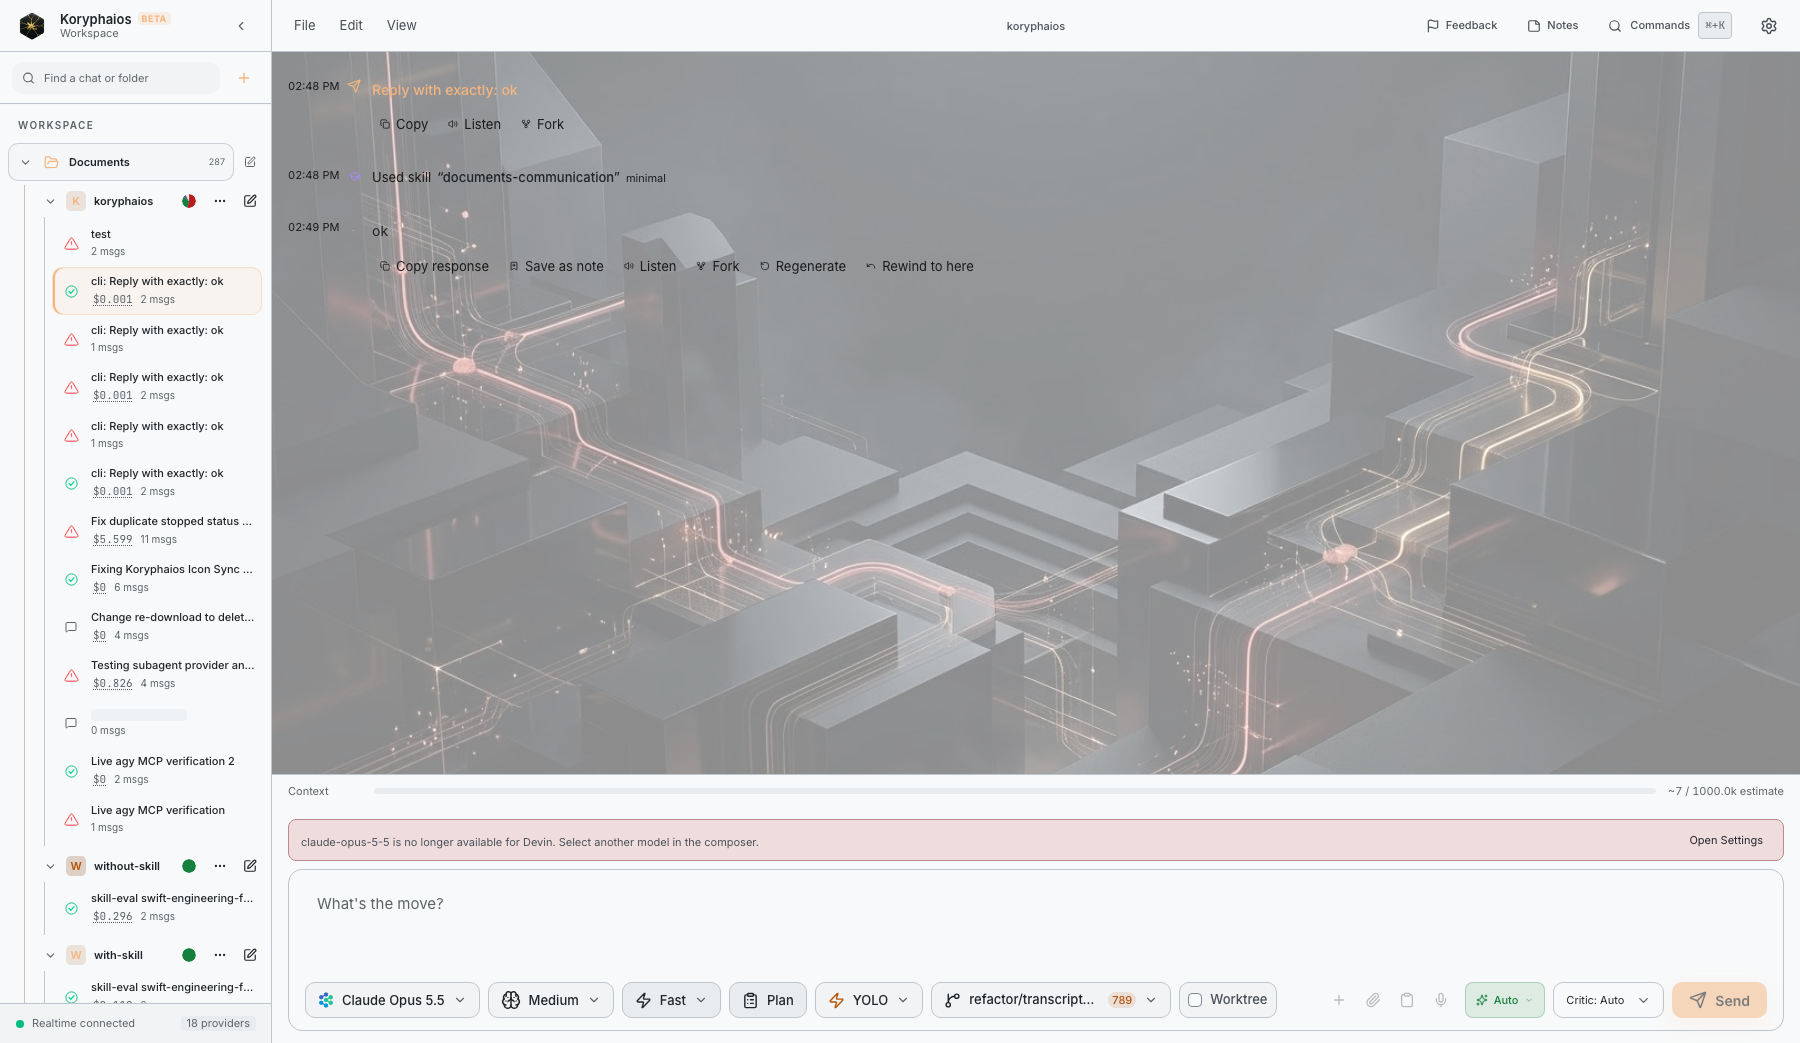 Koryphaios BETA
Workspace
File Edit View
koryphaios
Feedback Notes Commands ⌘+K
Find a chat or folder
WORKSPACE
Documents 287
K koryphaios
test
2 msgs
cli: Reply with exactly: ok
$0.001 2 msgs
cli: Reply with exactly: ok
1 msgs
cli: Reply with exactly: ok
$0.001 2 msgs
cli: Reply with exactly: ok
1 msgs
cli: Reply with exactly: ok
$0.001 2 msgs
Fix duplicate stopped status ...
$5.599 11 msgs
Fixing Koryphaios Icon Sync ...
$0 6 msgs
Change re-download to delet...
$0 4 msgs
Testing subagent provider an...
$0.826 4 msgs
0 msgs
Live agy MCP verification 2
$0 2 msgs
Live agy MCP verification
1 msgs
W without-skill
skill-eval swift-engineering-f...
$0.296 2 msgs
W with-skill
skill-eval swift-engineering-f...
Realtime connected 18 providers
02:48 PM Reply with exactly: ok
Copy Listen Fork
02:48 PM Used skill “documents-communication” minimal
02:49 PM ok
Copy response Save as note Listen Fork Regenerate Rewind to here
Context ~7 / 1000.0k estimate
claude-opus-5-5 is no longer available for Devin. Select another model in the composer. Open Settings
What's the move?
Claude Opus 5.5 Medium Fast Plan YOLO refactor/transcript... 789 Worktree Auto Critic: Auto Send